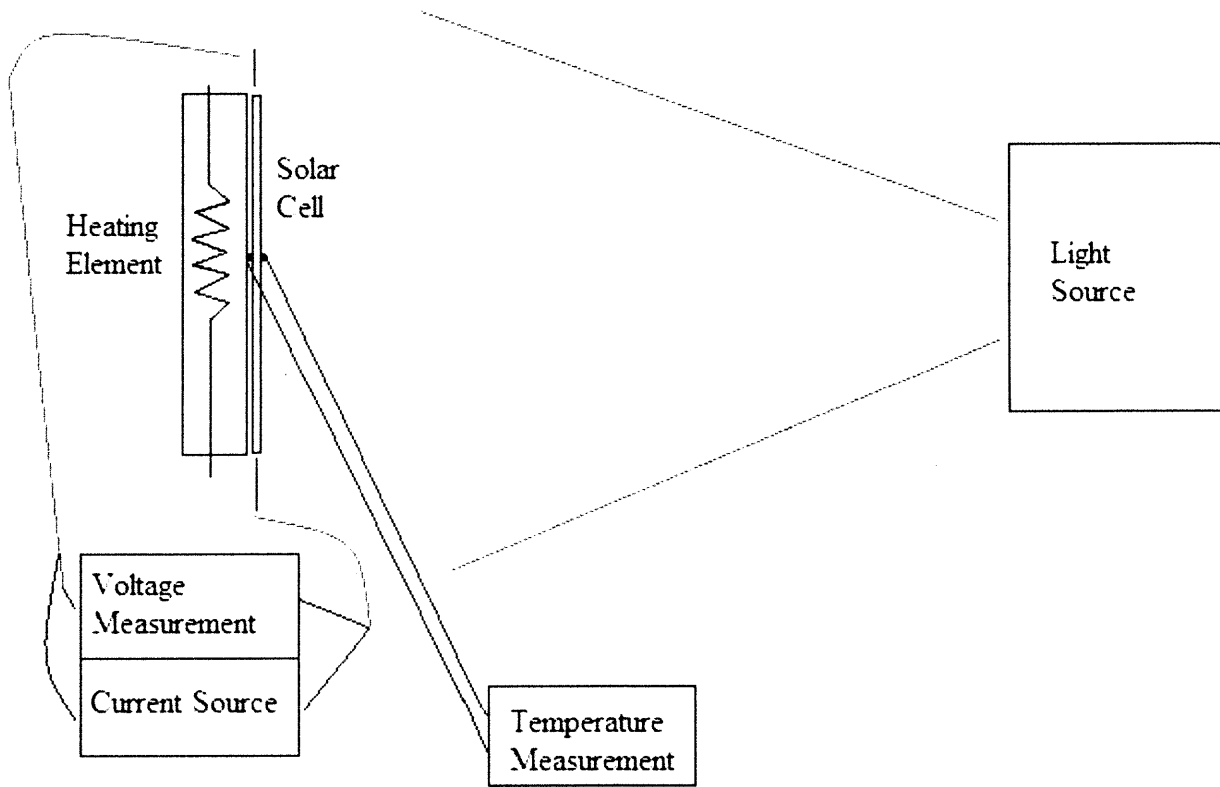 Solar
Cell
Heating
Element
Light
Source
Voltage
Measurement
Current Source
Temperature
Measurement